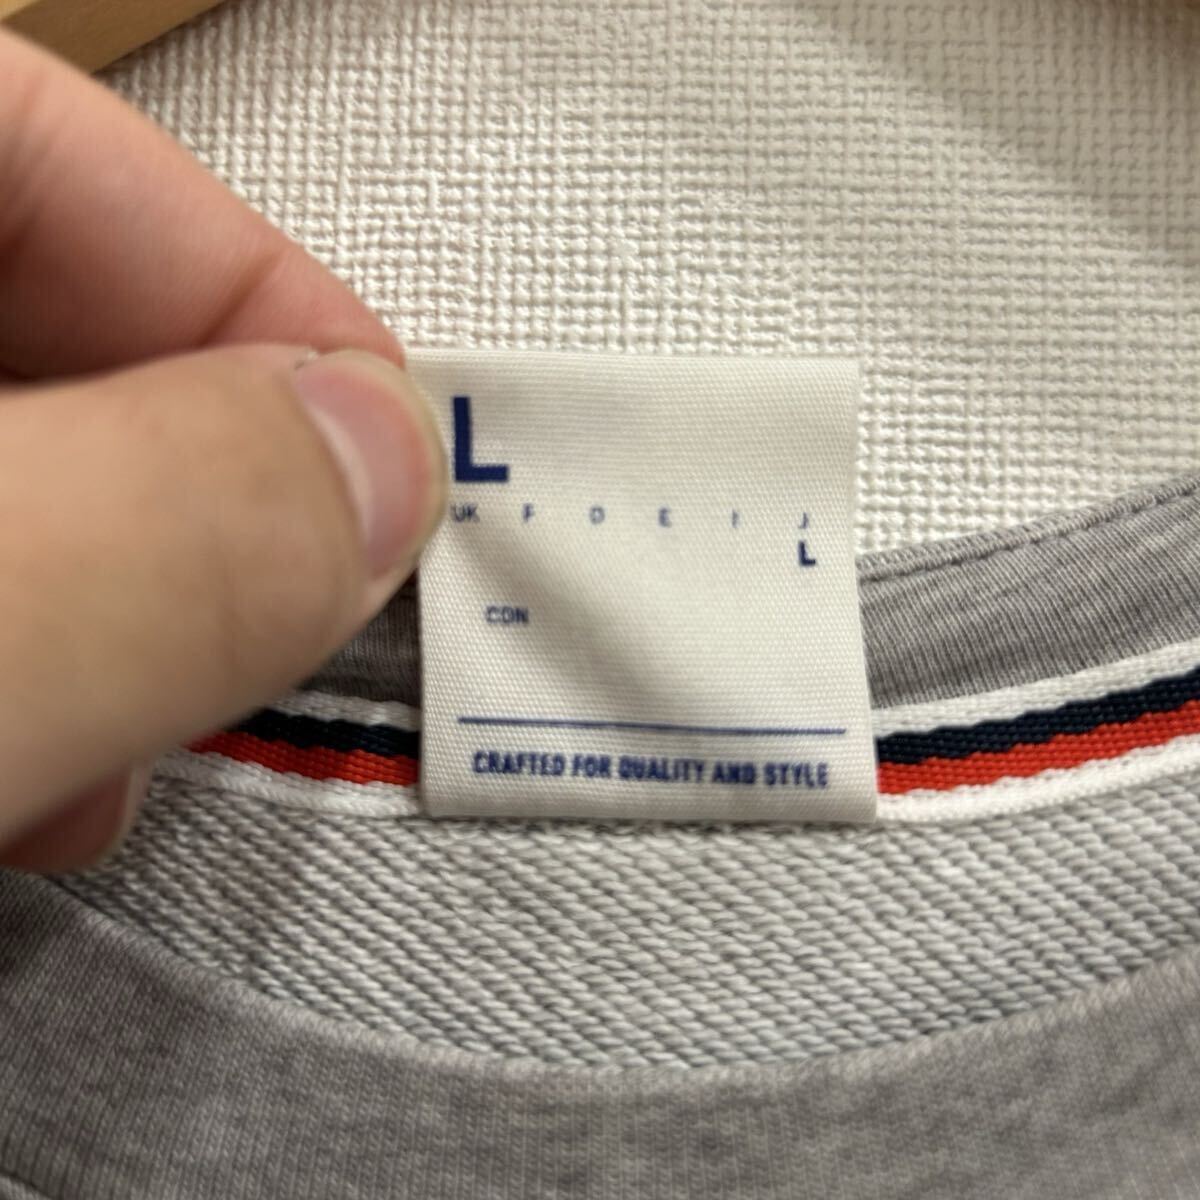 L
UK F D E I J
L
CDN
CRAFTED FOR QUALITY AND STYLE